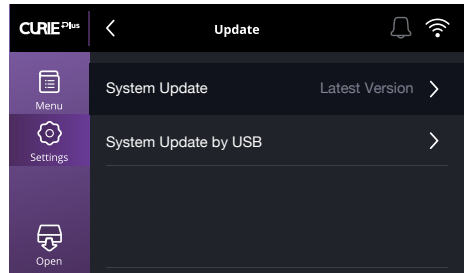 CURIE Plus
Update
Menu
System Update
Latest Version
Settings
System Update by USB
Open